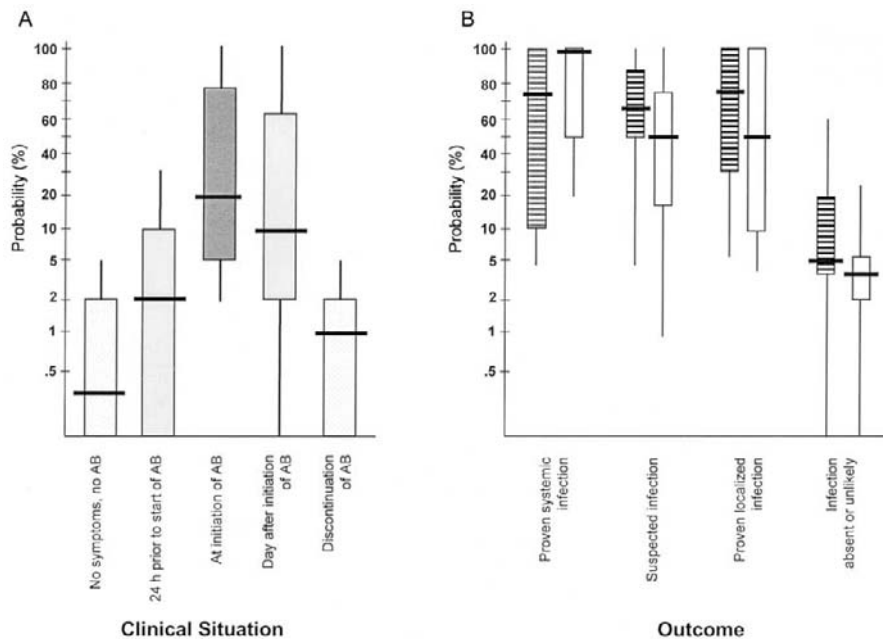 A
Probability (%)
100
80
60
40
20
10
5
2
1
.5
No symptoms, no AB
24 h prior to start of AB
At initiation of AB
Day after initiation
of AB
Discontinuation
of AB
Clinical Situation
B
Probability (%)
100
80
60
40
20
10
5
2
1
.5
Proven systemic
infection
Suspected infection
Proven localized
infection
Infection
absent or unlikely
Outcome